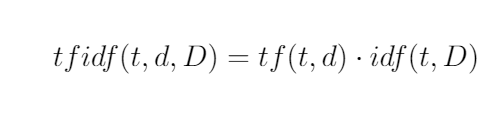 tfidf(t, d, D) = tf(t, d) · idf(t, D)